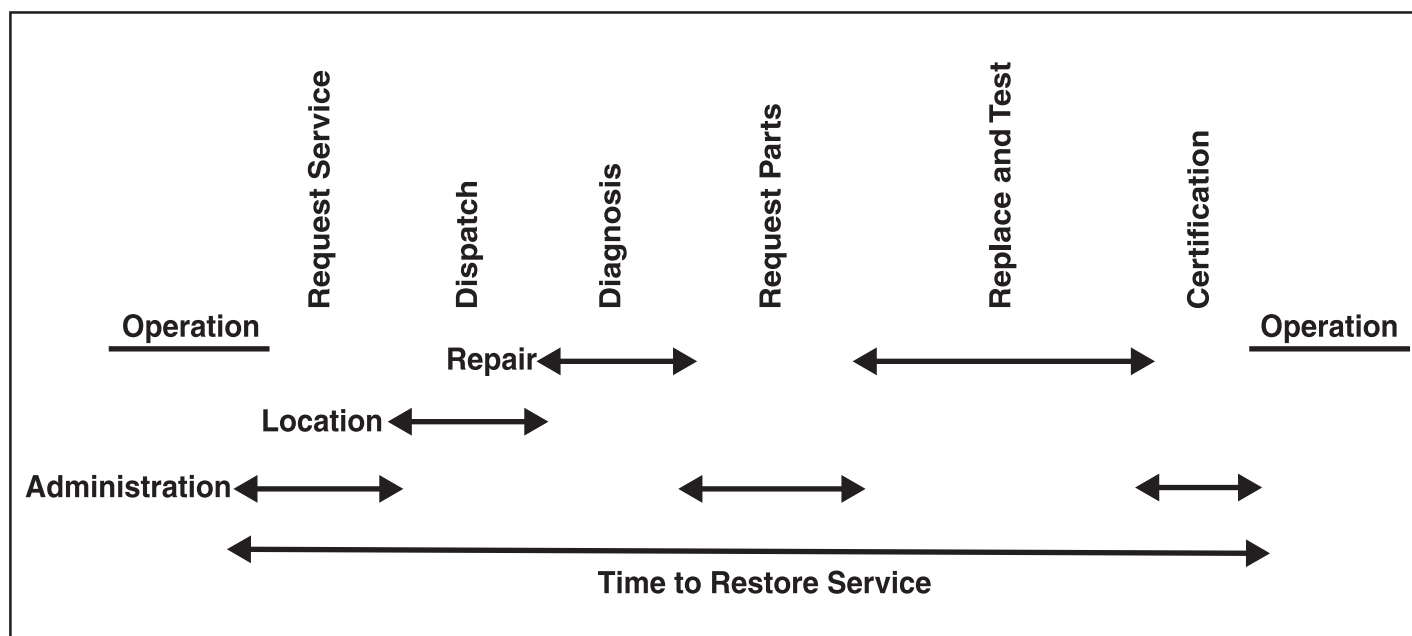 Request Service
Dispatch
Diagnosis
Request Parts
Replace and Test
Certification
Operation
Operation
Repair
Location
Administration
Time to Restore Service